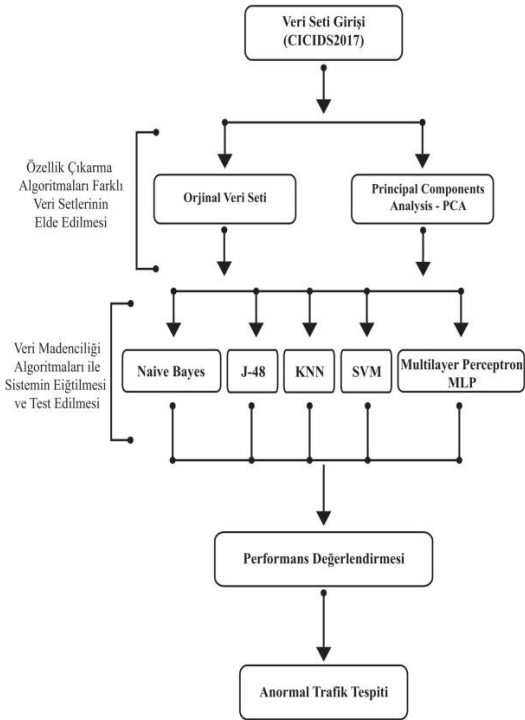 Veri Seti Girişi
(CICIDS2017)
Özellik Çıkarma
Algoritmaları Farklı
Veri Setlerinin
Elde Edilmesi
Orjinal Veri Seti
Principal Components
Analysis - PCA
Veri Madenciliği
Algoritmaları ile
Sistemin Eiğtilmesi
ve Test Edilmesi
Naive Bayes
J-48
KNN
SVM
Multilayer Perceptron
MLP
Performans Değerlendirmesi
Anormal Trafik Tespiti